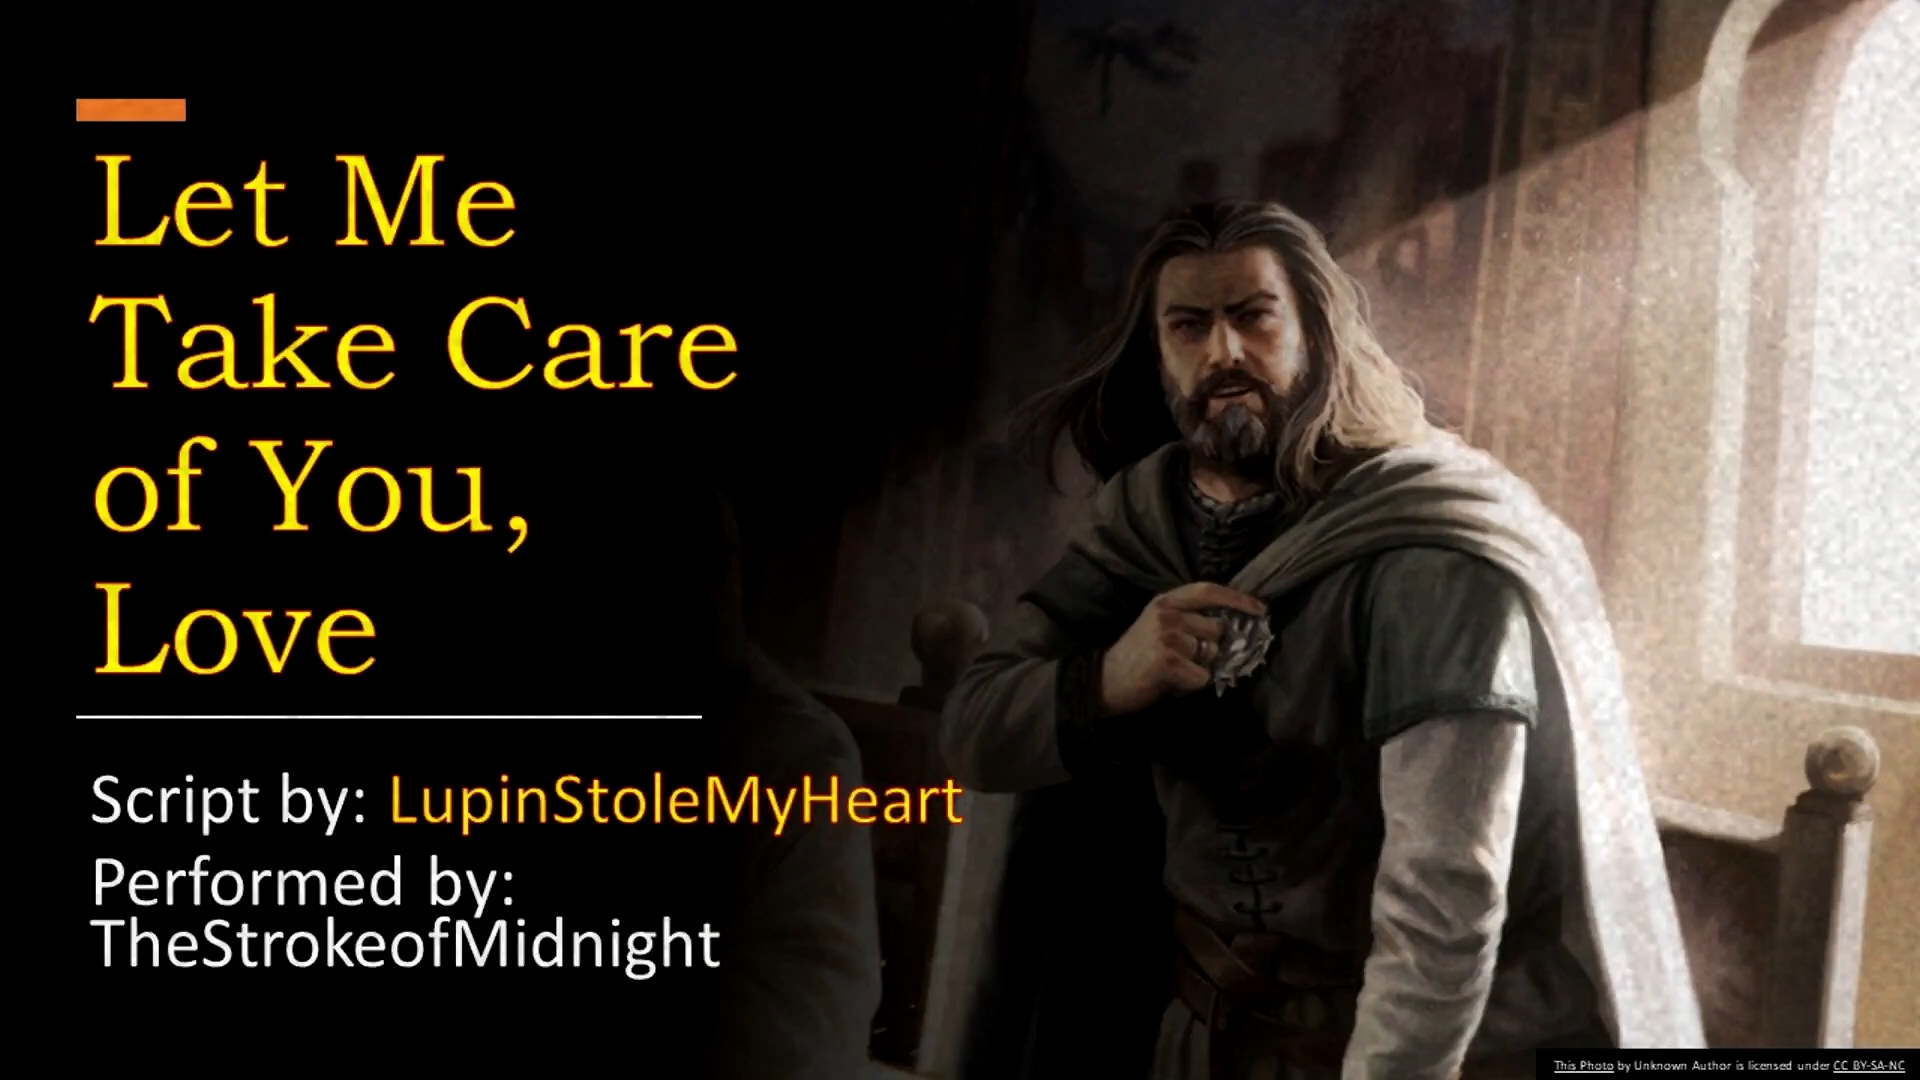 Let Me
Take Care
of You,
Love
Script by: LupinStoleMyHeart
Performed by:
TheStrokeofMidnight
This Photo by Unknown Author is licensed under CC BY-SA-NC